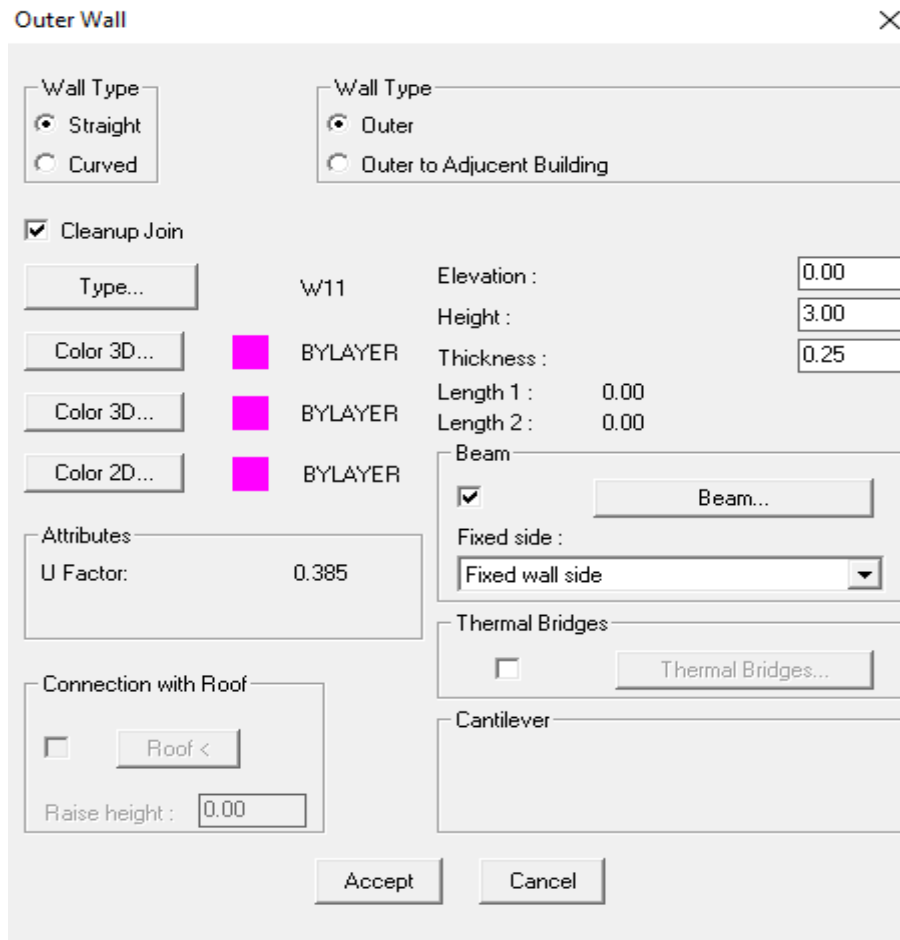 Outer Wall
Wall Type
Straight
Curved
Wall Type
Outer
Outer to Adjucent Building
Cleanup Join
Type... W11
Color 3D... BYLAYER
Color 3D... BYLAYER
Color 2D... BYLAYER
Elevation : 0.00
Height : 3.00
Thickness : 0.25
Length 1 : 0.00
Length 2 : 0.00
Attributes
U Factor: 0.385
Beam
Beam...
Fixed side :
Fixed wall side
Thermal Bridges
Thermal Bridges...
Connection with Roof
Roof <
Raise height : 0.00
Cantilever
Accept Cancel